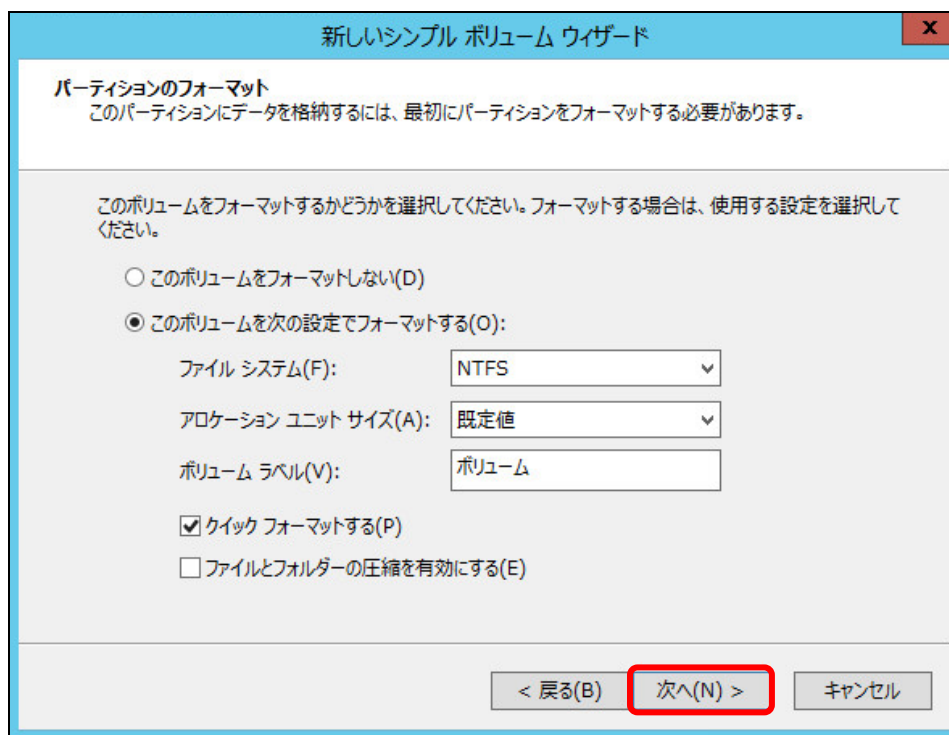 新しいシンプル ボリューム ウィザード
x
パーティションのフォーマット
このパーティションにデータを格納するには、最初にパーティションをフォーマットする必要があります。
このボリュームをフォーマットするかどうかを選択してください。フォーマットする場合は、使用する設定を選択して
ください。
このボリュームをフォーマットしない(D)
このボリュームを次の設定でフォーマットする(O):
ファイル システム(F): NTFS
アロケーション ユニット サイズ(A): 既定値
ボリューム ラベル(V): ボリューム
クイック フォーマットする(P)
ファイルとフォルダーの圧縮を有効にする(E)
< 戻る(B) 次へ(N) > キャンセル